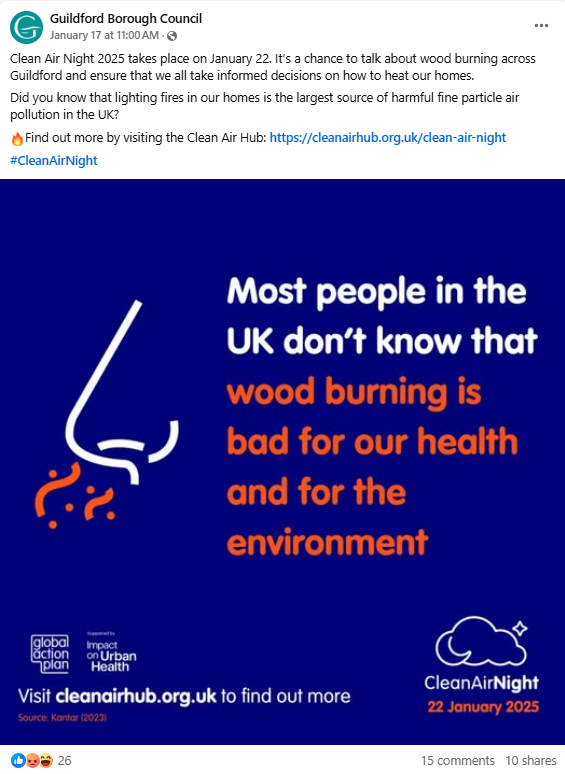 Guildford Borough Council
January 17 at 11:00 AM ·
Clean Air Night 2025 takes place on January 22. It's a chance to talk about wood burning across
Guildford and ensure that we all take informed decisions on how to heat our homes.
Did you know that lighting fires in our homes is the largest source of harmful fine particle air
pollution in the UK?
🔥Find out more by visiting the Clean Air Hub: https://cleanairhub.org.uk/clean-air-night
#CleanAirNight
Most people in the
UK don't know that
wood burning is
bad for our health
and for the
environment
global
action
plan
Supported by
Impact
on Urban
Health
CleanAirNight
22 January 2025
Visit cleanairhub.org.uk to find out more
Source: Kantar (2023)
26
15 comments 10 shares